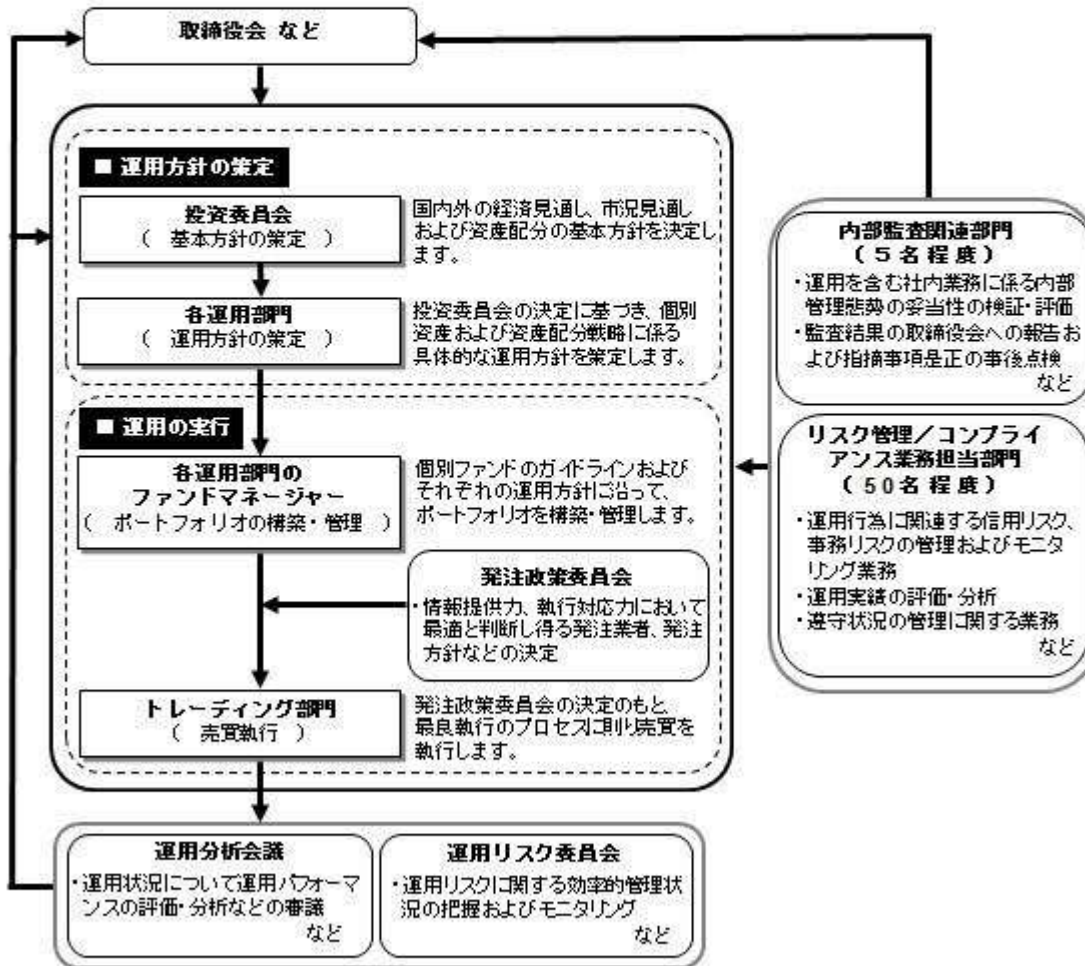 取締役会 など
■ 運用方針の策定
投資委員会
( 基本方針の策定 )
国内外の経済見通し、市況見通し
および資産配分の基本方針を決定し
ます。
各運用部門
( 運用方針の策定 )
投資委員会の決定に基づき、個別
資産および資産配分戦略に係る
具体的な運用方針を策定します。
■ 運用の実行
各運用部門の
ファンドマネージャー
( ポートフォリオの構築・管理 )
個別ファンドのガイドラインおよび
それぞれの運用方針に沿って、
ポートフォリオを構築・管理します。
発注政策委員会
・情報提供力、執行対応力において
最適と判断し得る発注業者、発注
方針などの決定
トレーディング部門
( 売買執行 )
発注政策委員会の決定のもと
最良執行のプロセスに則り売買を
執行します。
運用分析会議
・運用状況について運用パフォーマ
ンスの評価・分析などの審議
など
運用リスク委員会
・運用リスクに関する効率的管理状
況の把握およびモニタリング
など
内部監査関連部門
(5名程度)
・運用を含む社内業務に係る内部
管理態勢の妥当性の検証・評価
・監査結果の取締役会への報告お
よび指摘事項是正の事後点検
など
リスク管理/コンプライ
アンス業務担当部門
(50名程度)
・運用行為に関連する信用リスク、
事務リスクの管理およびモニタ
リング業務
・運用実績の評価・分析
・遵守状況の管理に関する業務
など